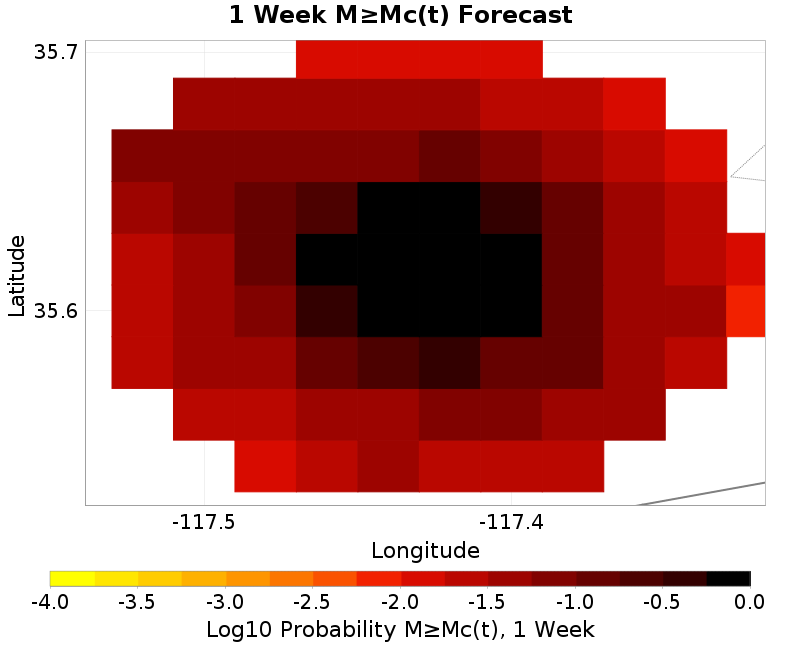 1 Week M≥Mc(t) Forecast
35.7
Latitude
35.6
-117.5 -117.4
Longitude
-4.0 -3.5 -3.0 -2.5 -2.0 -1.5 -1.0 -0.5 0.0
Log10 Probability M≥Mc(t), 1 Week